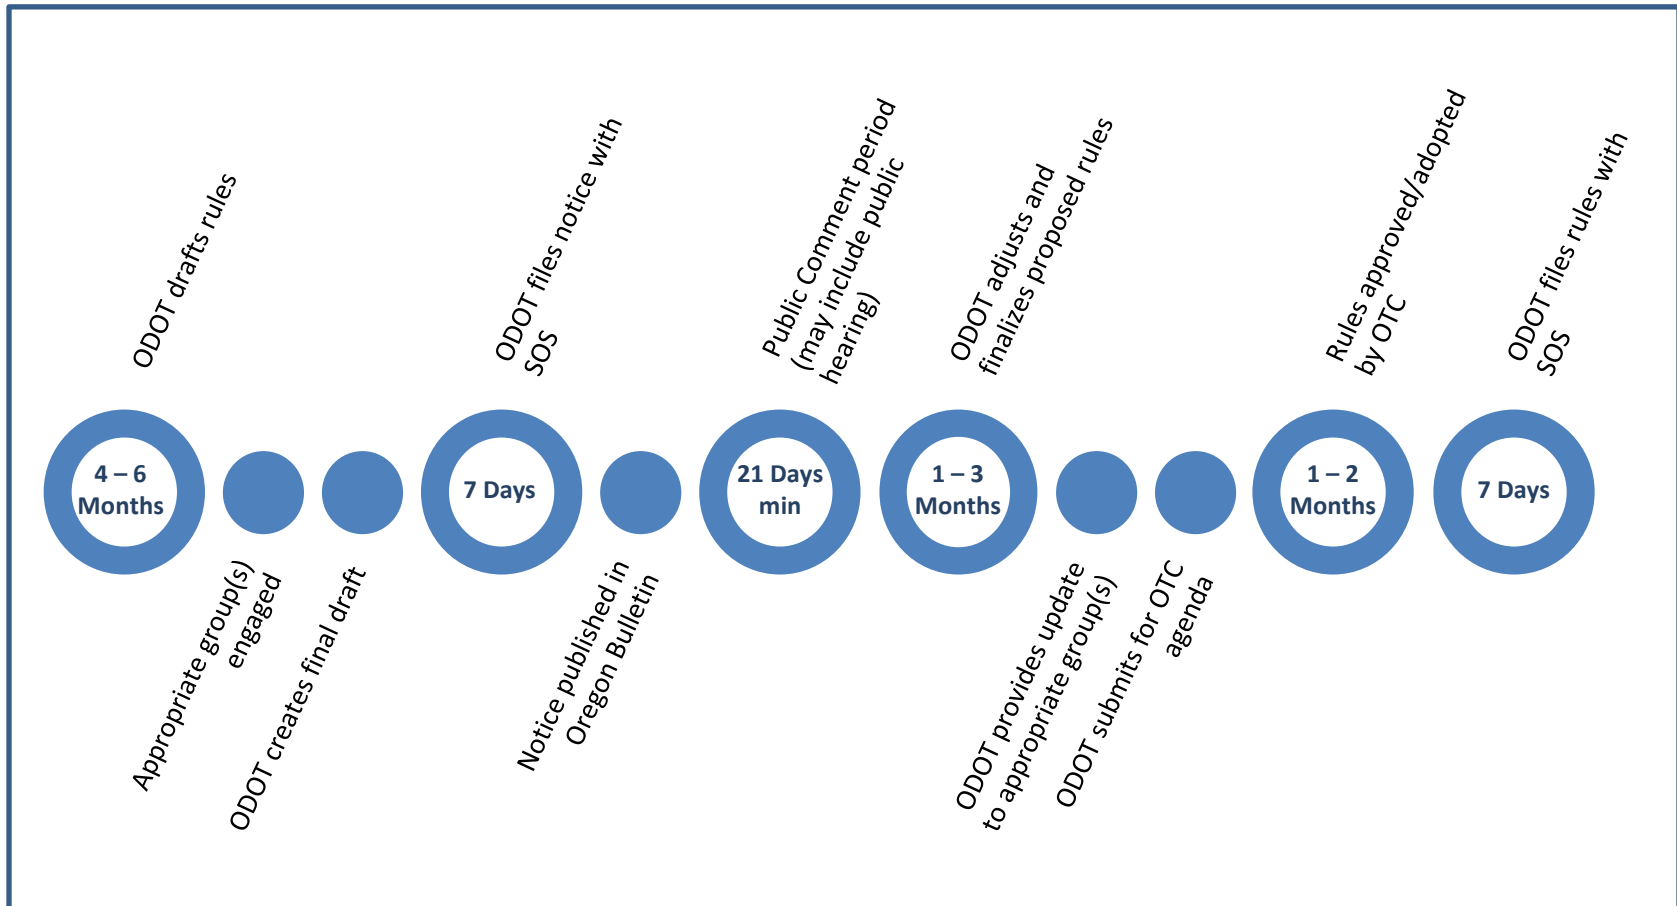 ODOT drafts rules
4 – 6
Months
Appropriate group(s)
engaged
ODOT creates final draft
ODOT files notice with
SOS
7 Days
Notice published in
Oregon Bulletin
Public Comment period
(may include public
hearing)
21 Days
min
ODOT adjusts and
finalizes proposed rules
1 – 3
Months
ODOT provides update
to appropriate group(s)
ODOT submits for OTC
agenda
Rules approved/adopted
by OTC
1 – 2
Months
ODOT files rules with
SOS
7 Days